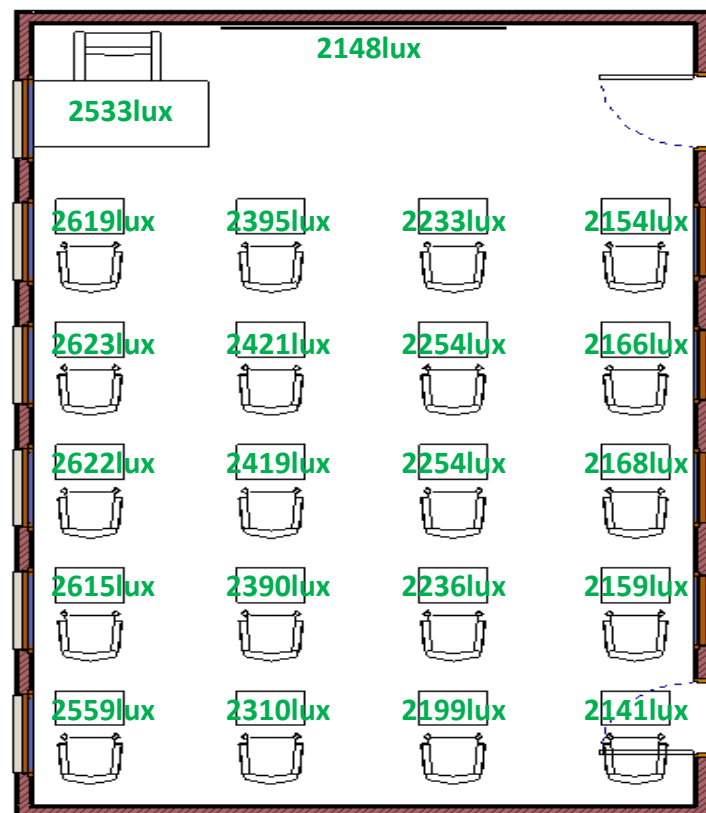 2148lux
2533lux
2619lux 2395lux 2233lux 2154lux
2623lux 2421lux 2254lux 2166lux
2622lux 2419lux 2254lux 2168lux
2615lux 2390lux 2236lux 2159lux
2559lux 2310lux 2199lux 2141lux